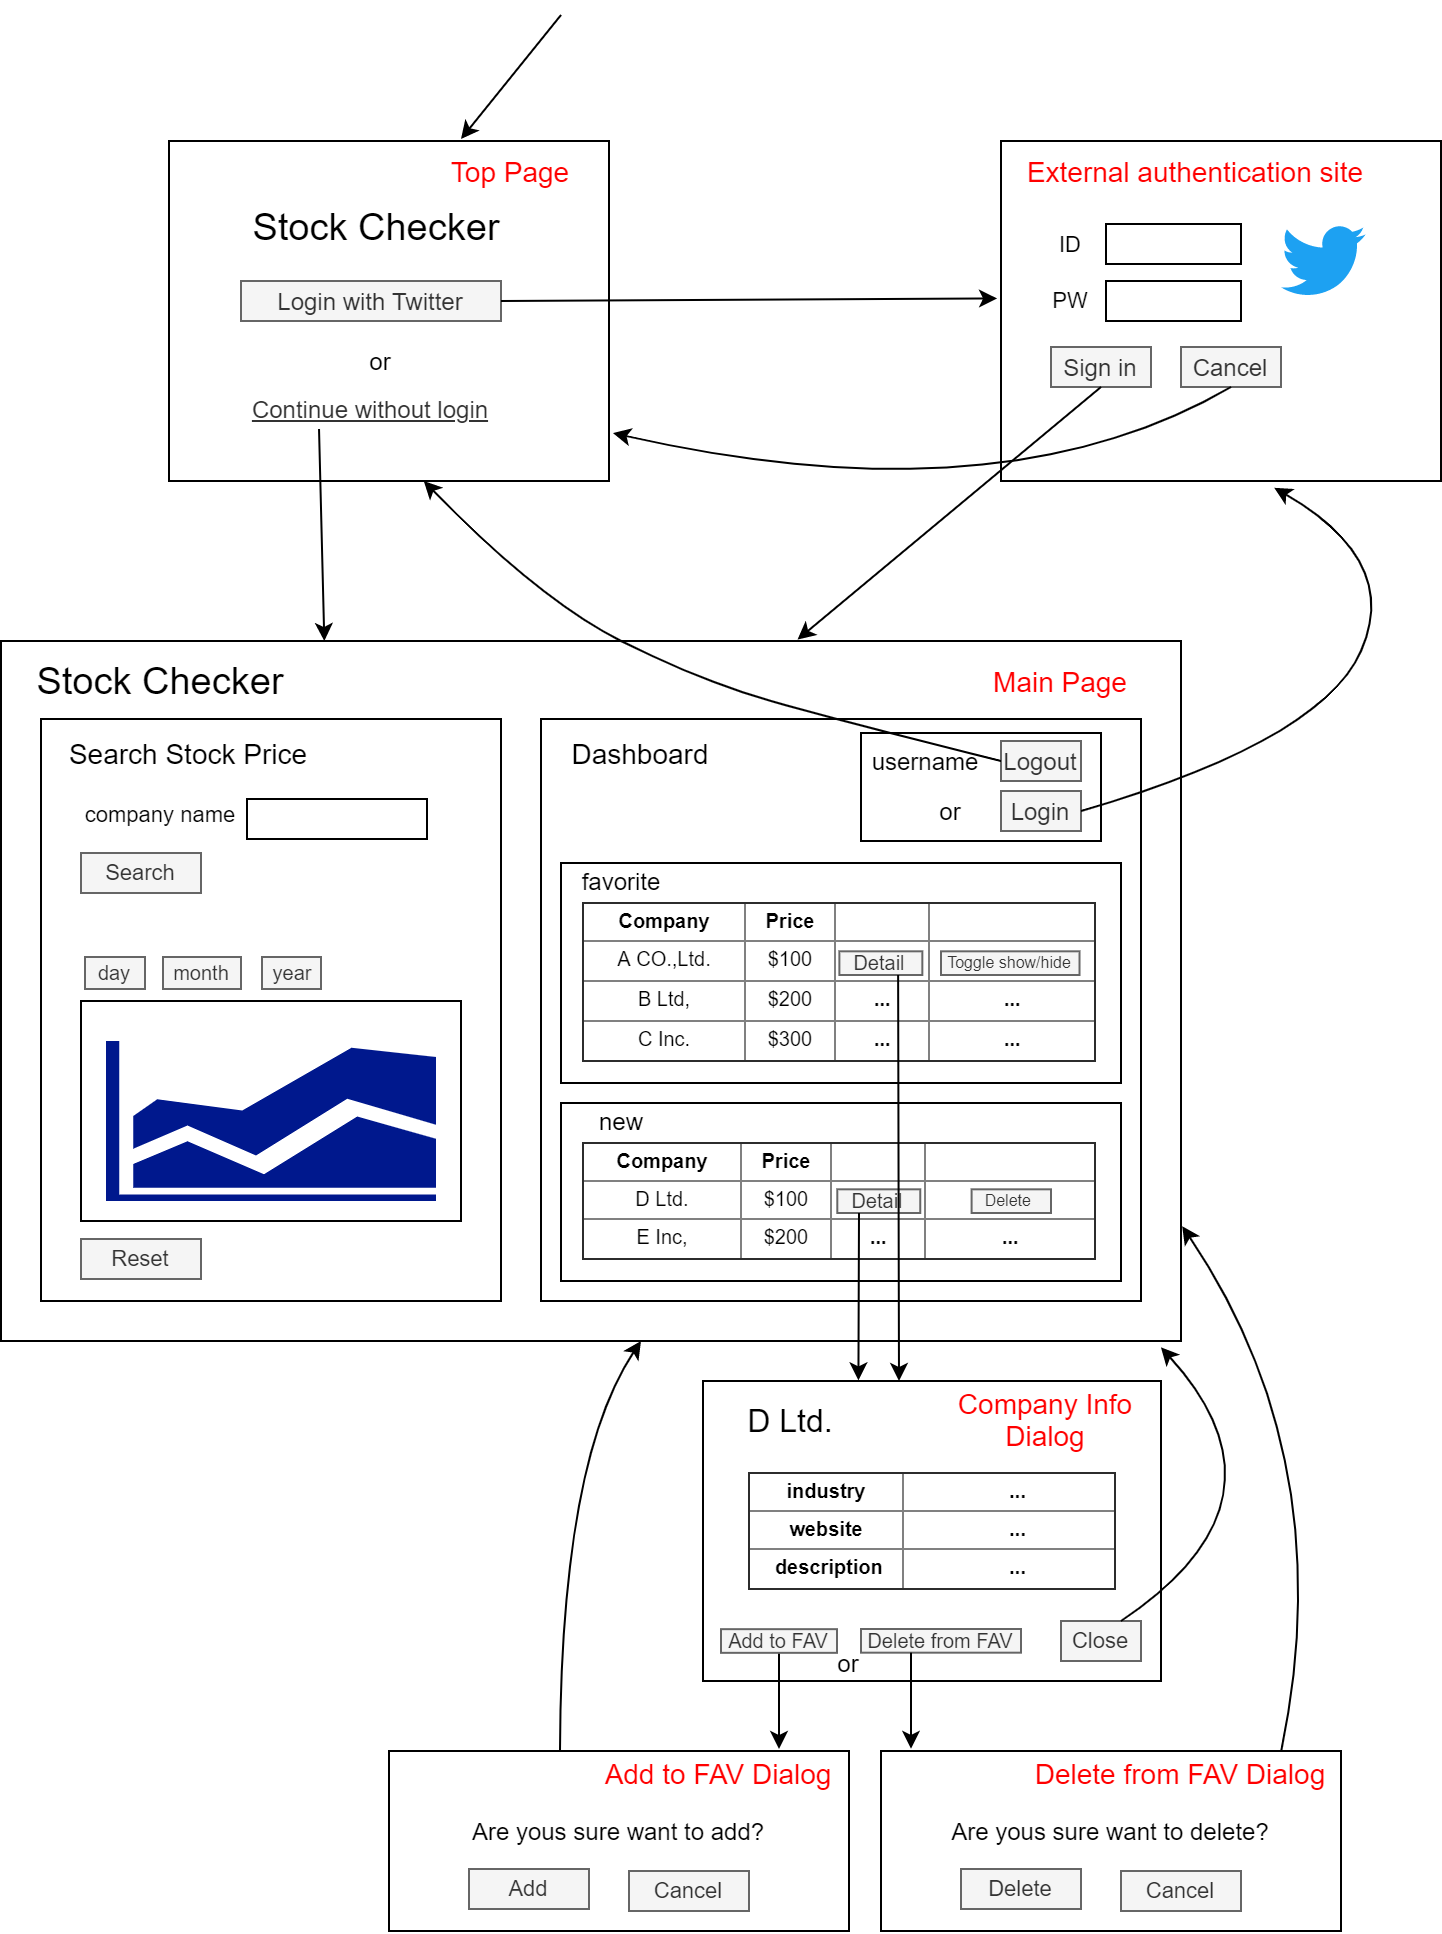 Top Page
Stock Checker
Login with Twitter
or
Continue without login
External authentication site
ID
PW
Sign in Cancel
Stock Checker
Main Page
Search Stock Price
company name
Search
day month year
Reset
Dashboard
username Logout
or Login
favorite
Company Price
A CO.,Ltd. $100 Detail Toggle show/hide
B Ltd, $200 ... ...
C Inc. $300 ... ...
new
Company Price
D Ltd. $100 Detail Delete
E Inc, $200 ... ...
D Ltd.
Company Info
Dialog
industry ...
website ...
description ...
Add to FAV
or
Delete from FAV
Close
Add to FAV Dialog
Are yous sure want to add?
Add Cancel
Delete from FAV Dialog
Are yous sure want to delete?
Delete Cancel